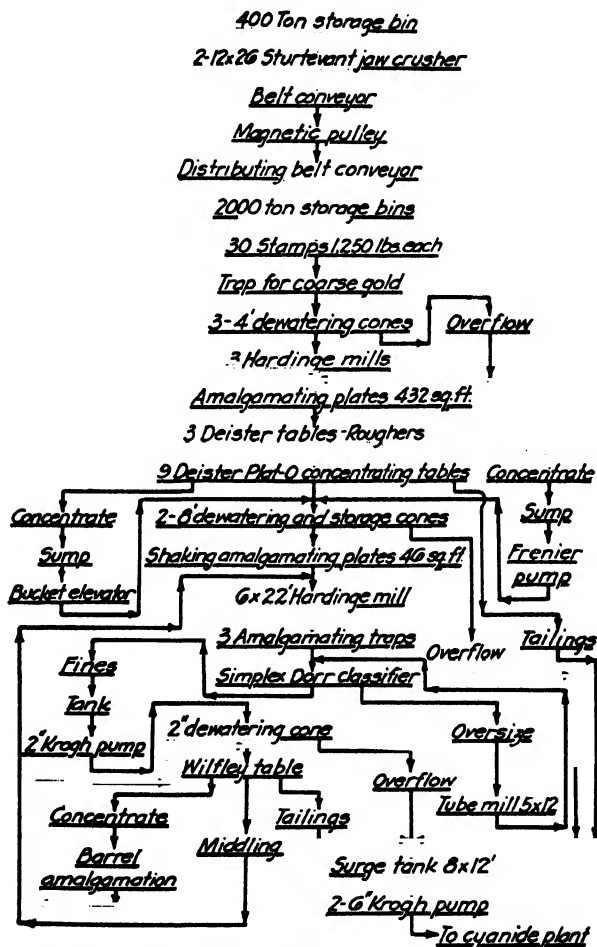 400 Ton storage bin
2-12x26 Sturtevant jaw crusher
Belt conveyor
Magnetic pulley
Distributing belt conveyor
2000 ton storage bins
30 Stamps 1,250 lbs. each
Trap for coarse gold
3-4' dewatering cones
Overflow
3 Hardinge mills
Amalgamating plates 432 sq. ft.
3 Deister tables-Roughers
9 Deister Plat-O concentrating tables
Concentrate
Concentrate
2-8' dewatering and storage cones
Sump
Sump
Shaking amalgamating plates 46 sq. ft
Frenier
pump
Bucket elevator
6x22' Hardinge mill
3 Amalgamating traps
Overflow
Tailings
Fines
Simplex Dorr classifier
Tank
2" Krogh pump
2" dewatering cone
Oversize
Wilfley table
Overflow
Tube mill 5x12
Concentrate
Tailings
Middling
Barrel
amalgamation
Surge tank 8x12'
2-6" Krogh pump
To cyanide plant